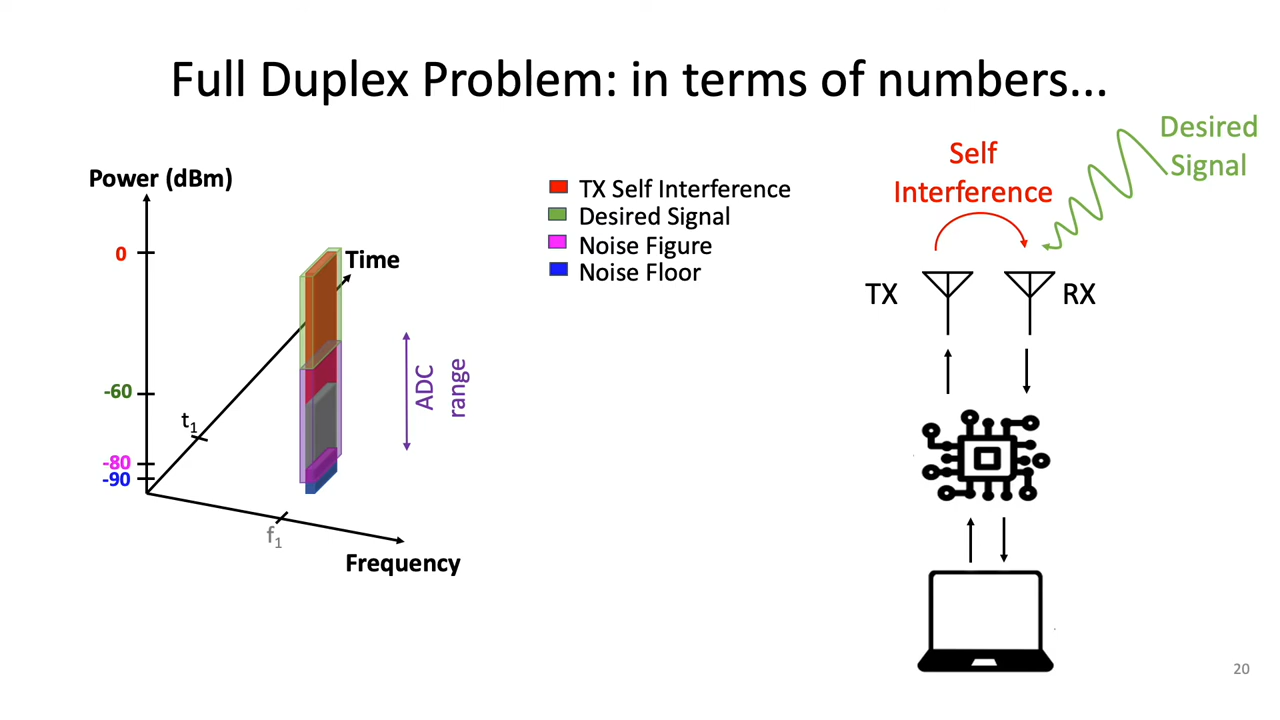 Full Duplex Problem: in terms of numbers...
Power (dBm)
0
-60
-80
-90
t1
f1
Time
Frequency
ADC
range
TX Self Interference
Desired Signal
Noise Figure
Noise Floor
Self
Interference
Desired
Signal
TX
RX
20